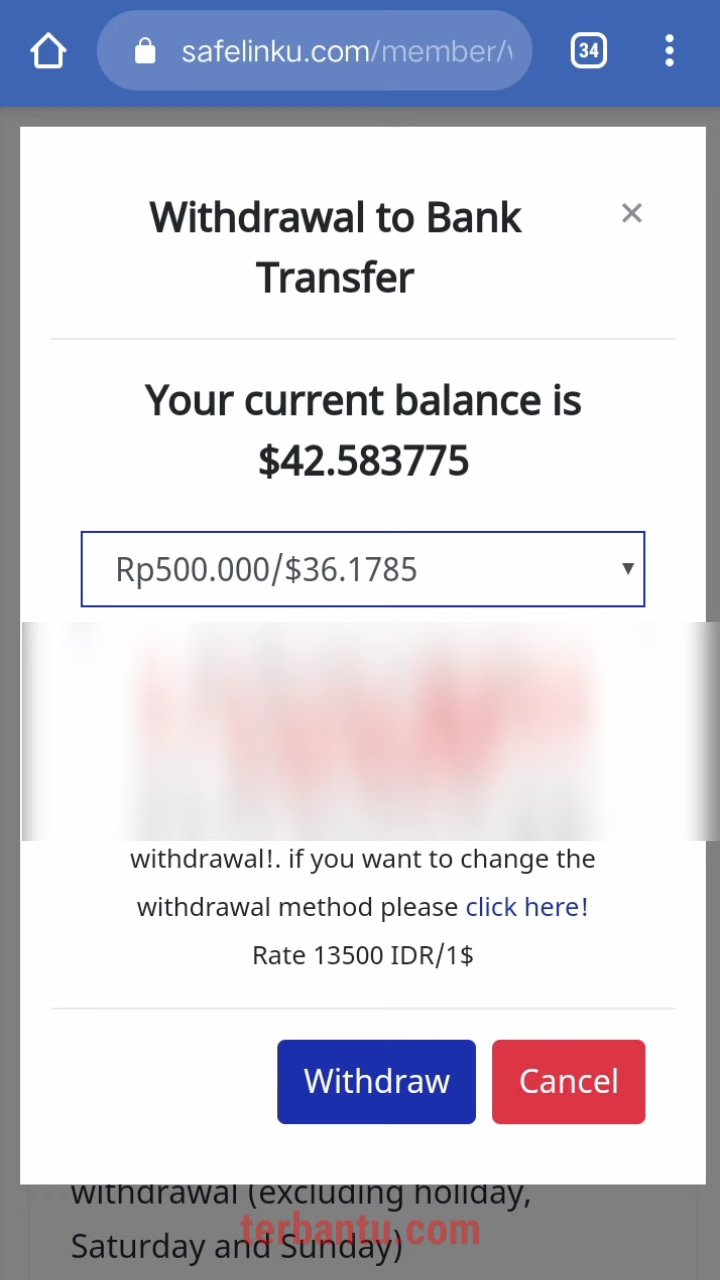 safelinku.com/member/
34
Withdrawal to Bank
Transfer
×
Your current balance is
$42.583775
Rp500.000/$36.1785
withdrawal!. if you want to change the
withdrawal method please click here!
Rate 13500 IDR/1$
Withdraw
Cancel
withdrawal (excluding holiday,
Saturday and Sunday)
terbantu.com